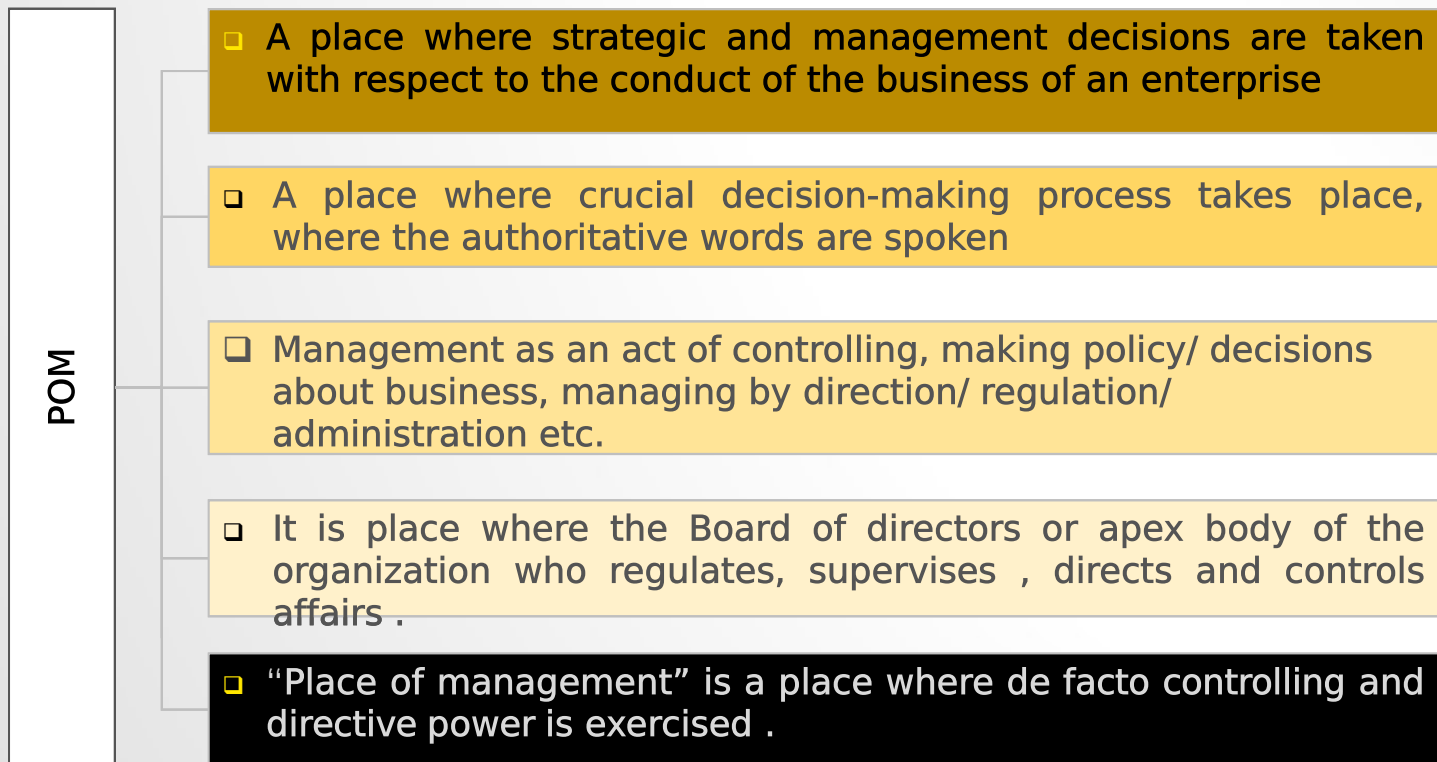 POM
❑ A place where strategic and management decisions are taken
with respect to the conduct of the business of an enterprise
❑ A place where crucial decision-making process takes place,
where the authoritative words are spoken
❑ Management as an act of controlling, making policy/ decisions
about business, managing by direction/ regulation/
administration etc.
❑ It is place where the Board of directors or apex body of the
organization who regulates, supervises , directs and controls
affairs .
❑ “Place of management” is a place where de facto controlling and
directive power is exercised .